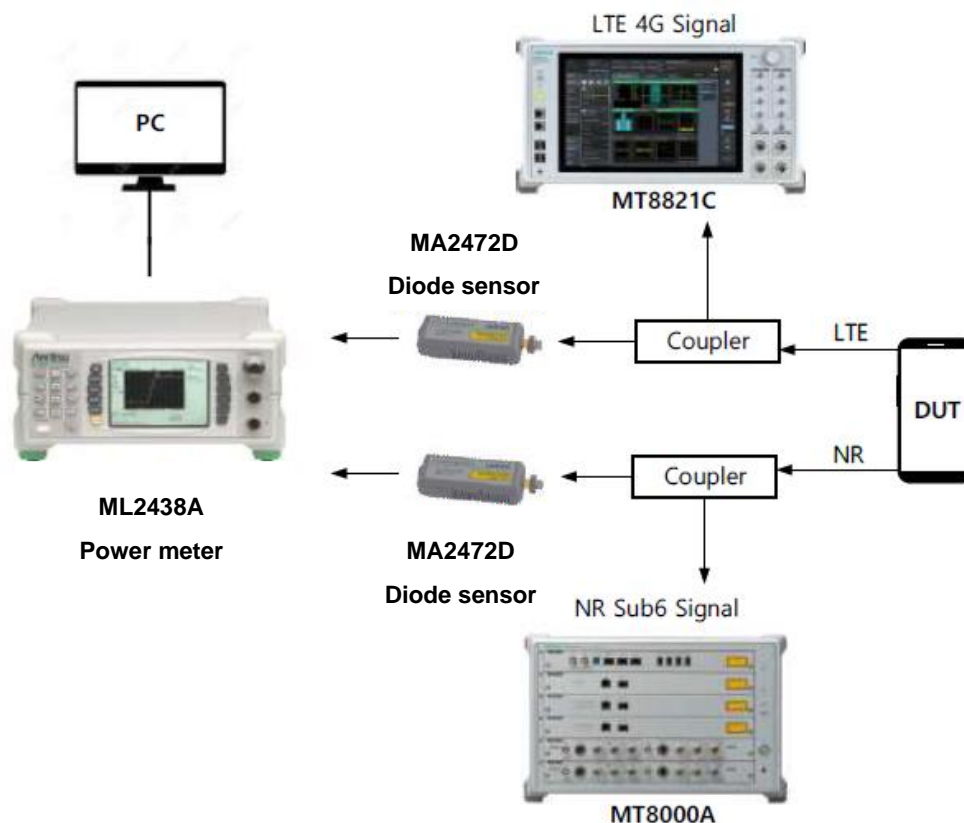 LTE 4G Signal
PC
MT8821C
MA2472D
Diode sensor
Anritsu
Coupler
LTE
DUT
Coupler
NR
ML2438A
Power meter
MA2472D
Diode sensor
NR Sub6 Signal
MT8000A